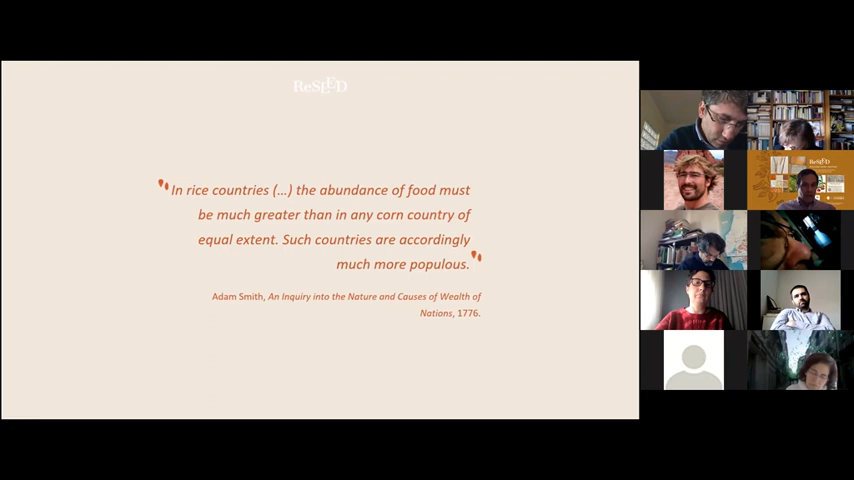 ReSEED
In rice countries (…) the abundance of food must
be much greater than in any corn country of
equal extent. Such countries are accordingly
much more populous.
Adam Smith, An Inquiry into the Nature and Causes of Wealth of
Nations, 1776.
ReSEED